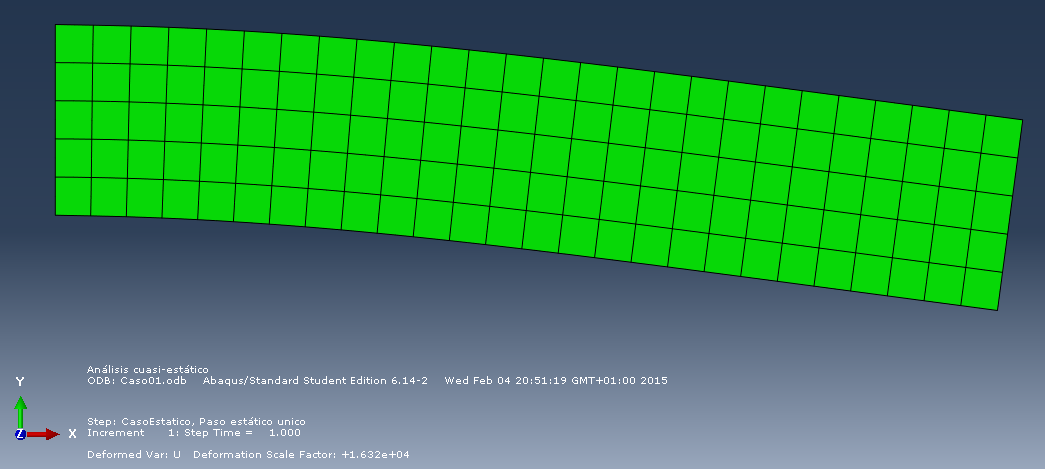 Análisis cuasi-estático
ODB: Caso01.odb Abaqus/Standard Student Edition 6.14-2 Wed Feb 04 20:51:19 GMT+01:00 2015
Y
Step: CasoEstatico, Paso estático unico
Z X Increment 1: Step Time = 1.000
Deformed Var: U Deformation Scale Factor: +1.632e+04